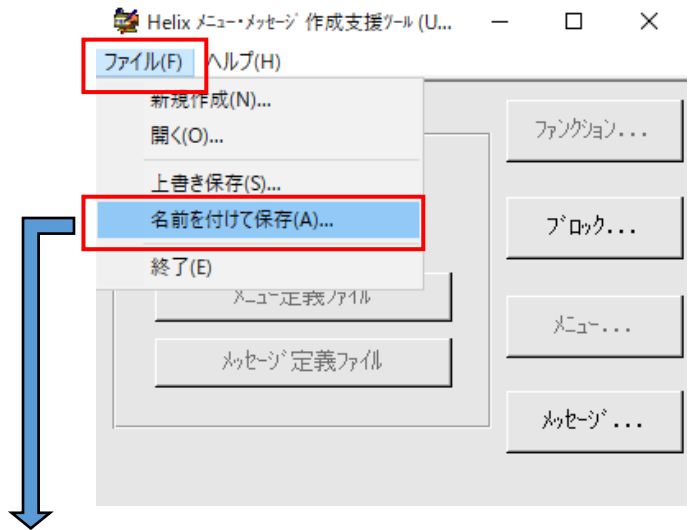 Helix ﾒﾆｭｰ・ﾒｯｾｰｼﾞ 作成支援ﾂｰﾙ (U...
ファイル(F) ヘルプ(H)
新規作成(N)...
開く(O)...
上書き保存(S)...
名前を付けて保存(A)...
終了(E)
ﾒﾆｭｰ定義ﾌｧｲﾙ
ﾒｯｾｰｼﾞ定義ﾌｧｲﾙ
ﾌｧﾝｸｼｮﾝ...
ﾌﾞﾛｯｸ...
ﾒﾆｭｰ...
ﾒｯｾｰｼﾞ...